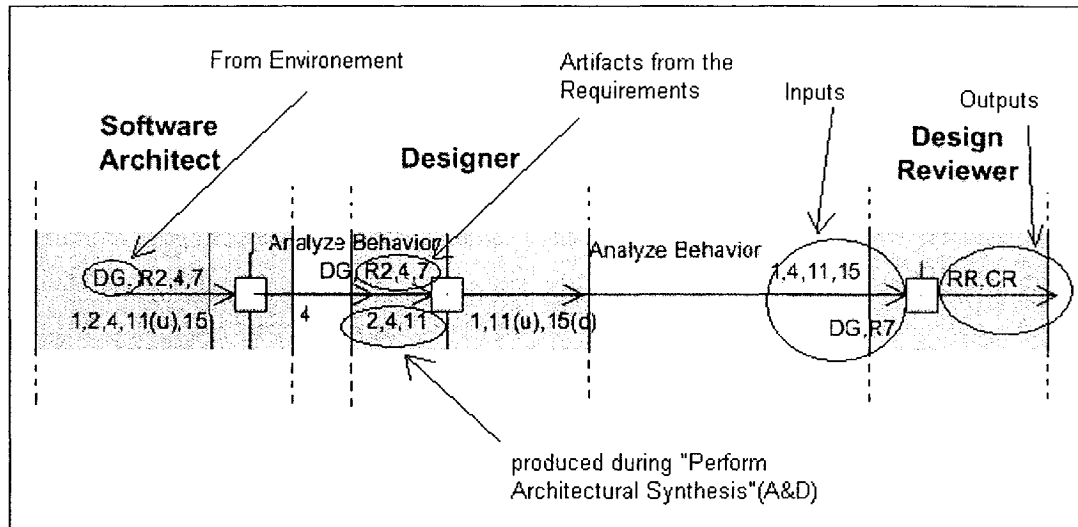 From Environement
Artifacts from the
Requirements
Inputs
Outputs
Software
Architect
Designer
Design
Reviewer
Analyze Behavior
Analyze Behavior
DG, R2,4,7
DG, R2,4,7
1,4,11,15
RR,CR
1,2,4,11(u),15
4
2,4,11
1,11(u),15(c)
DG,R7
produced during "Perform
Architectural Synthesis"(A&D)